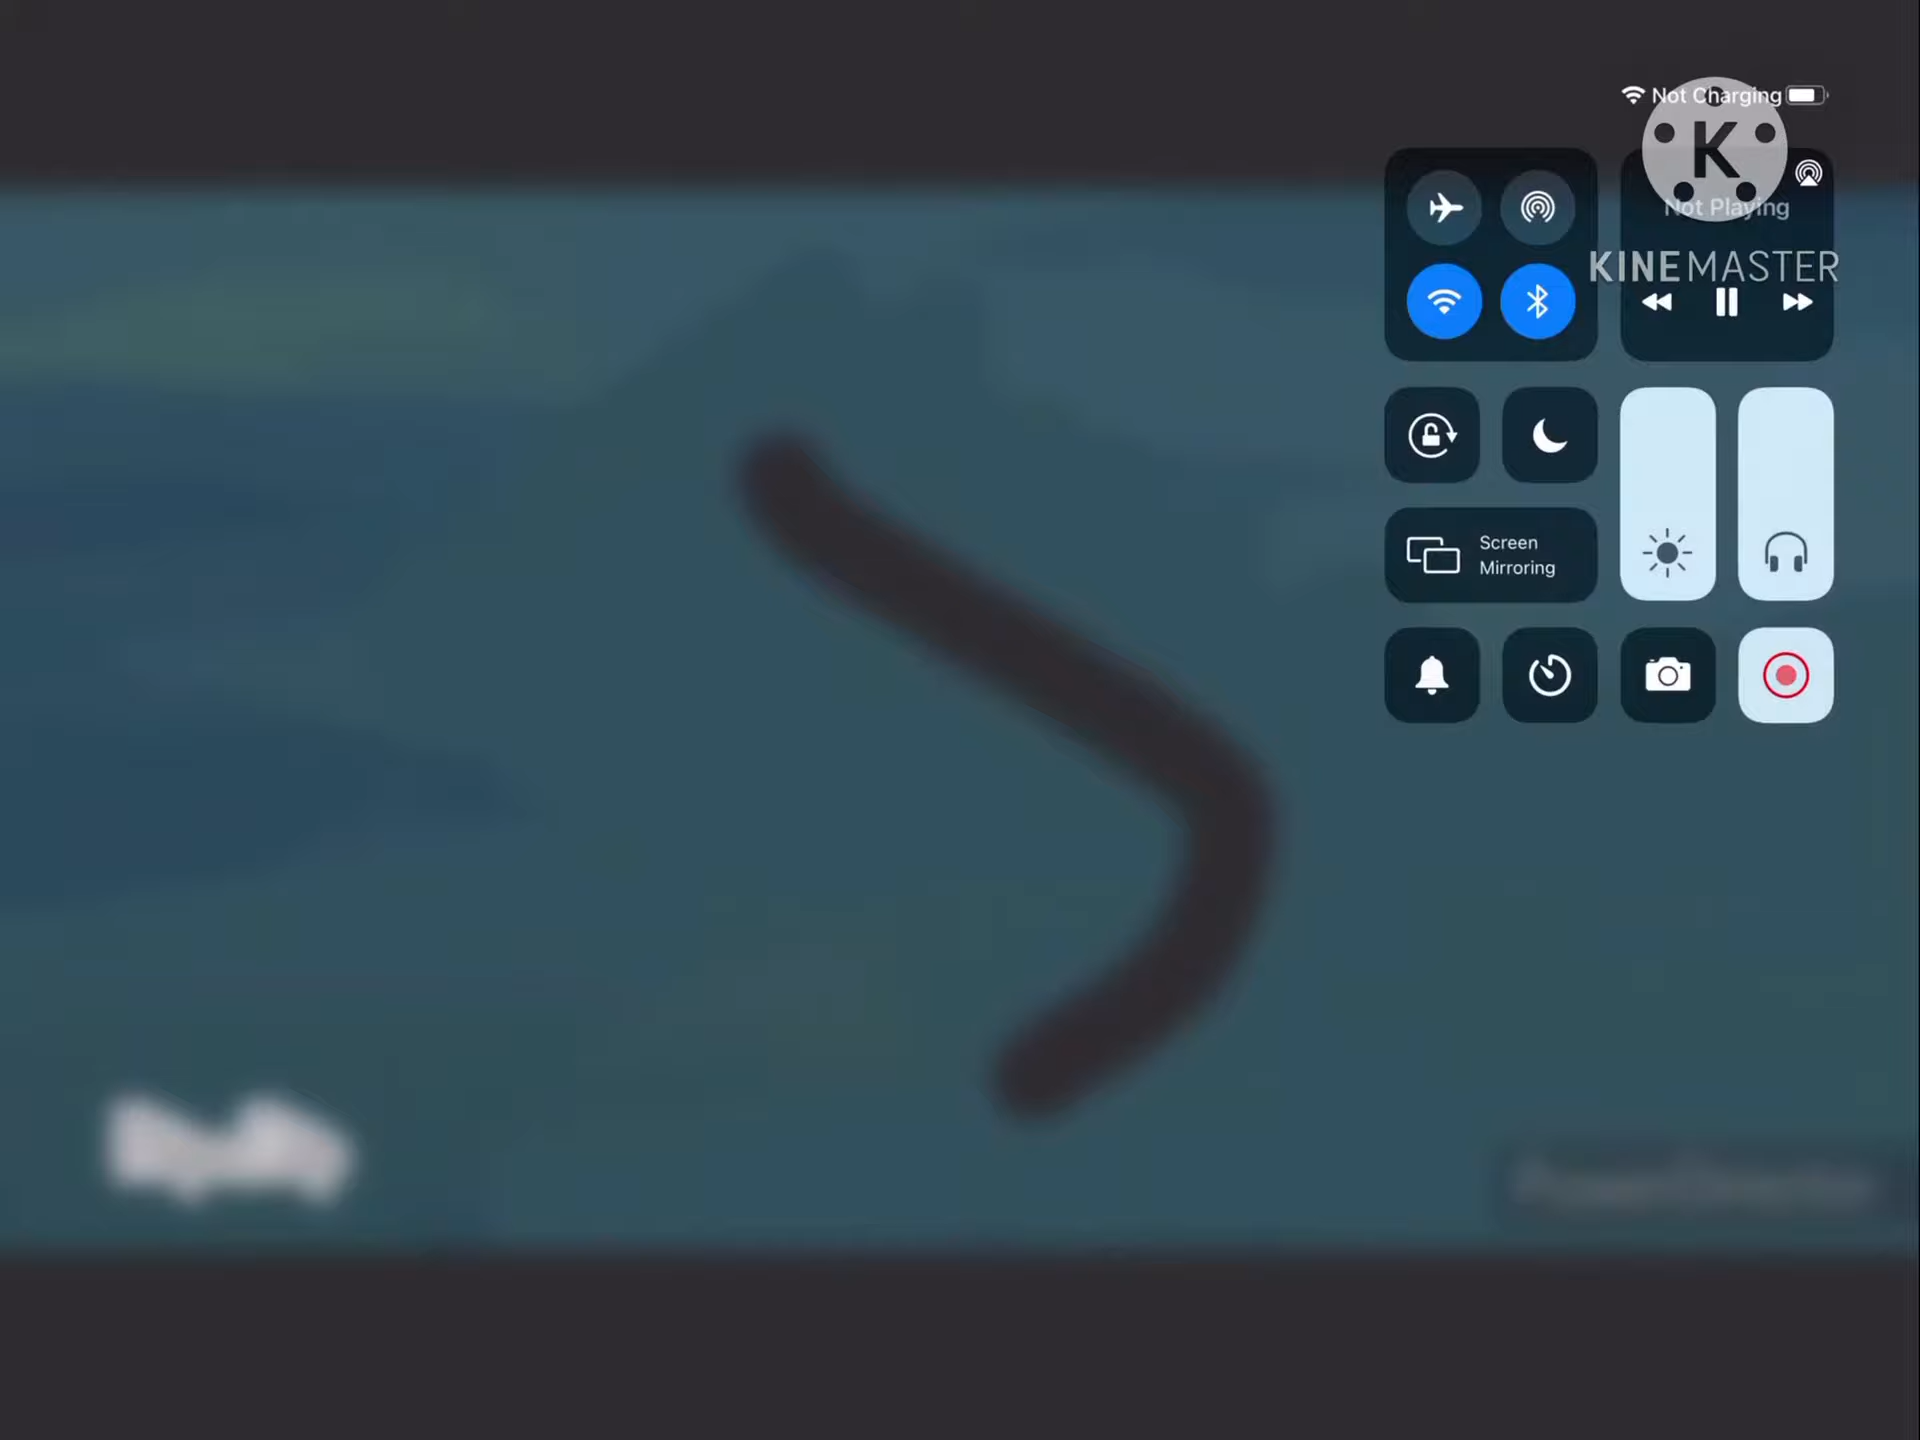 Not Charging
Not Playing
KINEMASTER
Screen
Mirroring